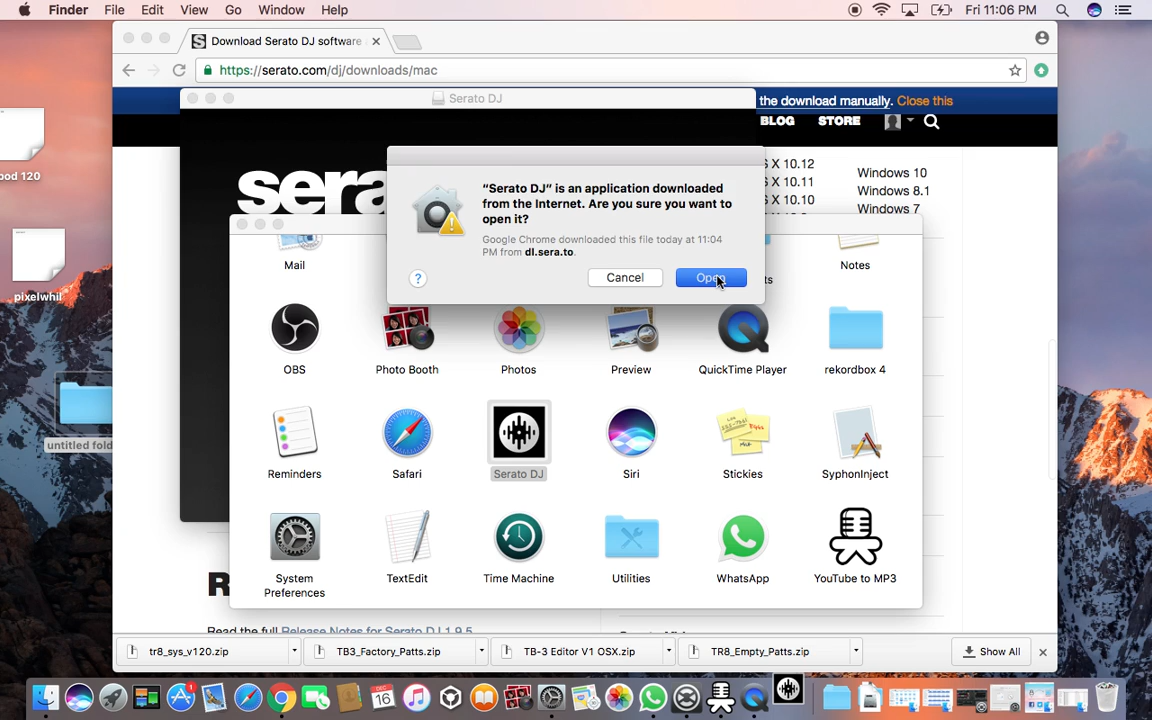 Finder File Edit View Go Window Help
Fri 11:06 PM
Download Serato DJ software
https://serato.com/dj/downloads/mac
Serato DJ
the download manually. Close this
BLOG STORE
sera
X 10.12
X 10.11
X 10.10
Windows 10
Windows 8.1
Windows 7
“Serato DJ” is an application downloaded
from the Internet. Are you sure you want to
open it?
Google Chrome downloaded this file today at 11:04
PM from dl.sera.to.
? Cancel Open
ood 120
pixelwhil
untitled fold
Mail
ts
Notes
OBS
Photo Booth
Photos
Preview
QuickTime Player
rekordbox 4
Reminders
Safari
Serato DJ
Siri
Stickies
SyphonInject
System
Preferences
TextEdit
Time Machine
Utilities
WhatsApp
YouTube to MP3
R
Read the full Release Notes for Serato DJ 1.9.5
tr8_sys_v120.zip
TB3_Factory_Patts.zip
TB-3 Editor V1 OSX.zip
TR8_Empty_Patts.zip
Show All
DEC
16
1